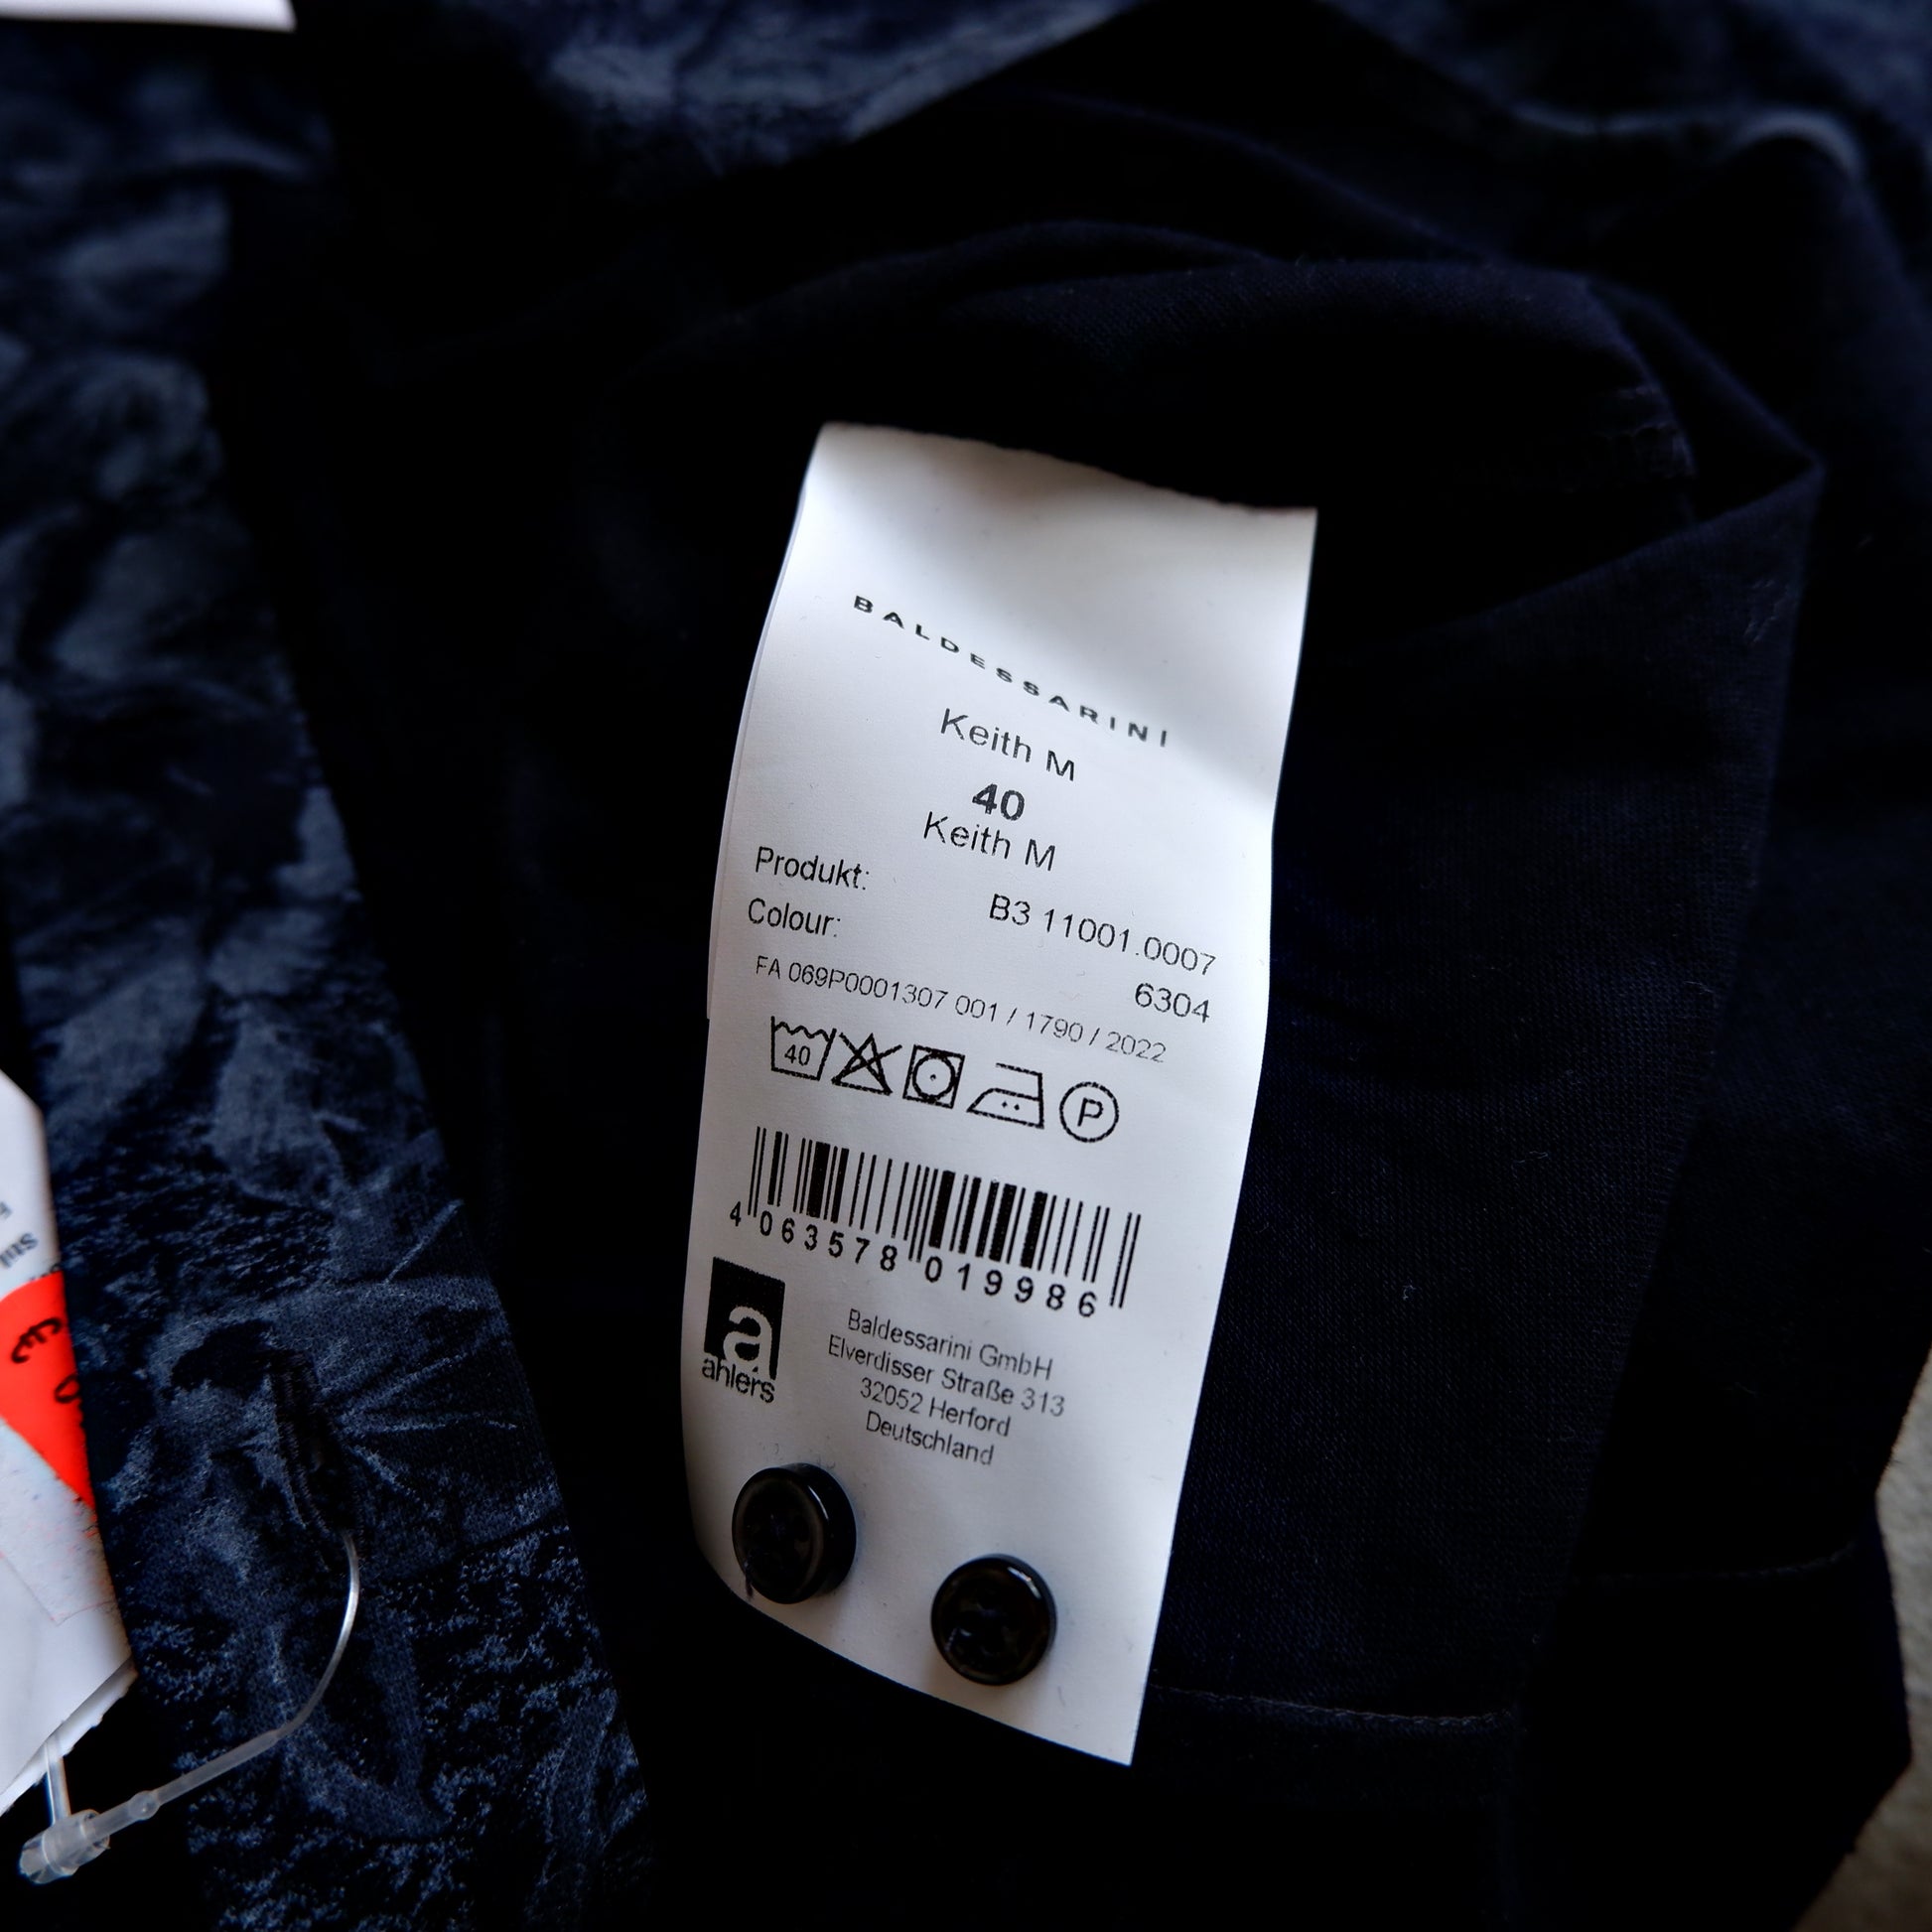 BALDESSARINI
Keith M
40
Keith M
Produkt: B3 11001.0007
Colour: 6304
FA 069P0001307 001 / 1790 / 2022
40
P
4 063578 019986
a
ahlers
Baldessarini GmbH
Elverdisser Straße 313
32052 Herford
Deutschland